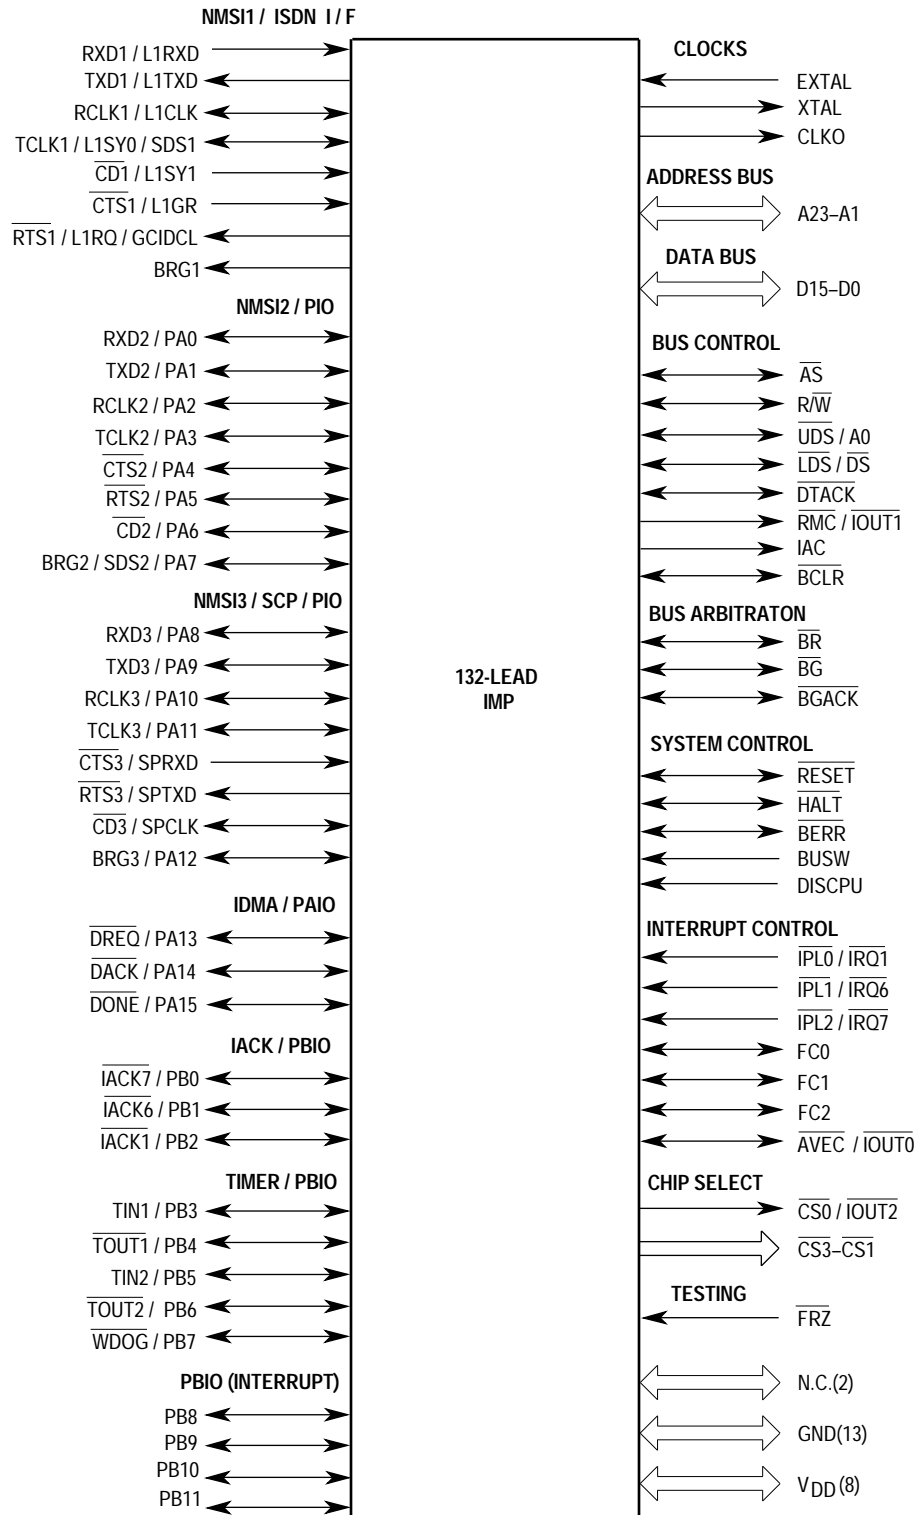 NMSI1 / ISDN I / F
RXD1 / L1RXD
TXD1 / L1TXD
RCLK1 / L1CLK
TCLK1 / L1SY0 / SDS1
CD1 / L1SY1
CTS1 / L1GR
RTS1 / L1RQ / GCIDCL
BRG1
NMSI2 / PIO
RXD2 / PA0
TXD2 / PA1
RCLK2 / PA2
TCLK2 / PA3
CTS2 / PA4
RTS2 / PA5
CD2 / PA6
BRG2 / SDS2 / PA7
NMSI3 / SCP / PIO
RXD3 / PA8
TXD3 / PA9
RCLK3 / PA10
TCLK3 / PA11
CTS3 / SPRXD
RTS3 / SPTXD
CD3 / SPCLK
BRG3 / PA12
IDMA / PAIO
DREQ / PA13
DACK / PA14
DONE / PA15
IACK / PBIO
IACK7 / PB0
IACK6 / PB1
IACK1 / PB2
TIMER / PBIO
TIN1 / PB3
TOUT1 / PB4
TIN2 / PB5
TOUT2 / PB6
WDOG / PB7
PBIO (INTERRUPT)
PB8
PB9
PB10
PB11
132-LEAD
IMP
CLOCKS
EXTAL
XTAL
CLKO
ADDRESS BUS
A23–A1
DATA BUS
D15–D0
BUS CONTROL
AS
R/W
UDS / A0
LDS / DS
DTACK
RMC / IOUT1
IAC
BCLR
BUS ARBITRATON
BR
BG
BGACK
SYSTEM CONTROL
RESET
HALT
BERR
BUSW
DISCPU
INTERRUPT CONTROL
IPL0 / IRQ1
IPL1 / IRQ6
IPL2 / IRQ7
FC0
FC1
FC2
AVEC / IOUT0
CHIP SELECT
CS0 / IOUT2
CS3–CS1
TESTING
FRZ
N.C.(2)
GND(13)
VDD(8)